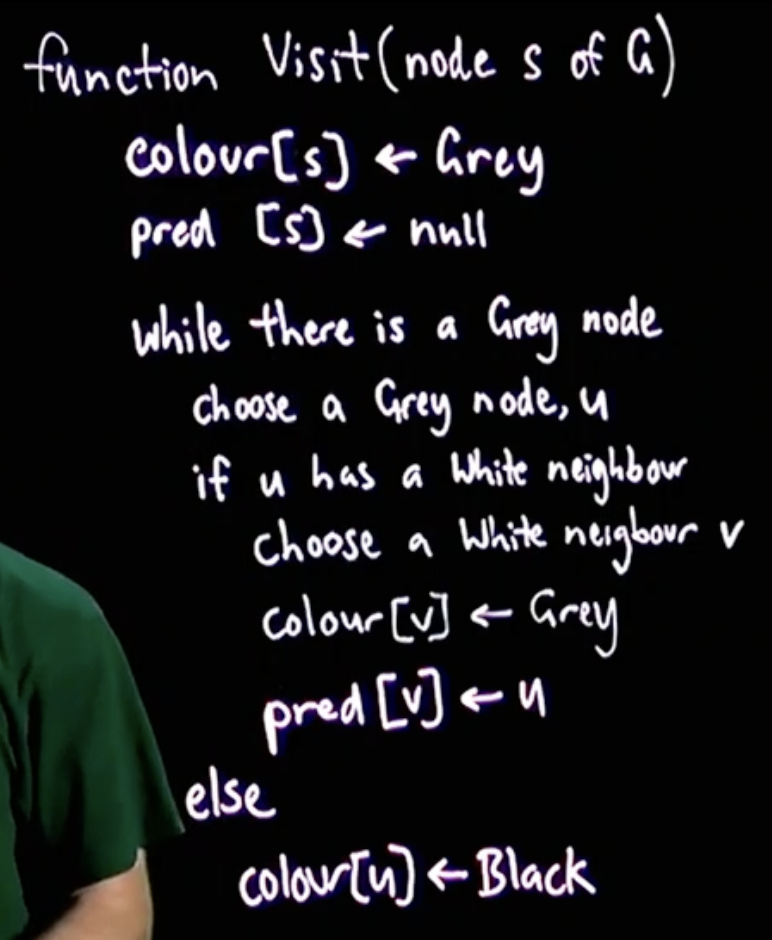 function Visit(node s of G)
colour[s] ← Grey
pred [s] ← null
while there is a Grey node
choose a Grey node, u
if u has a White neighbour
choose a White neigbour v
colour[v] ← Grey
pred[v] ← u
else
colour[u] ← Black